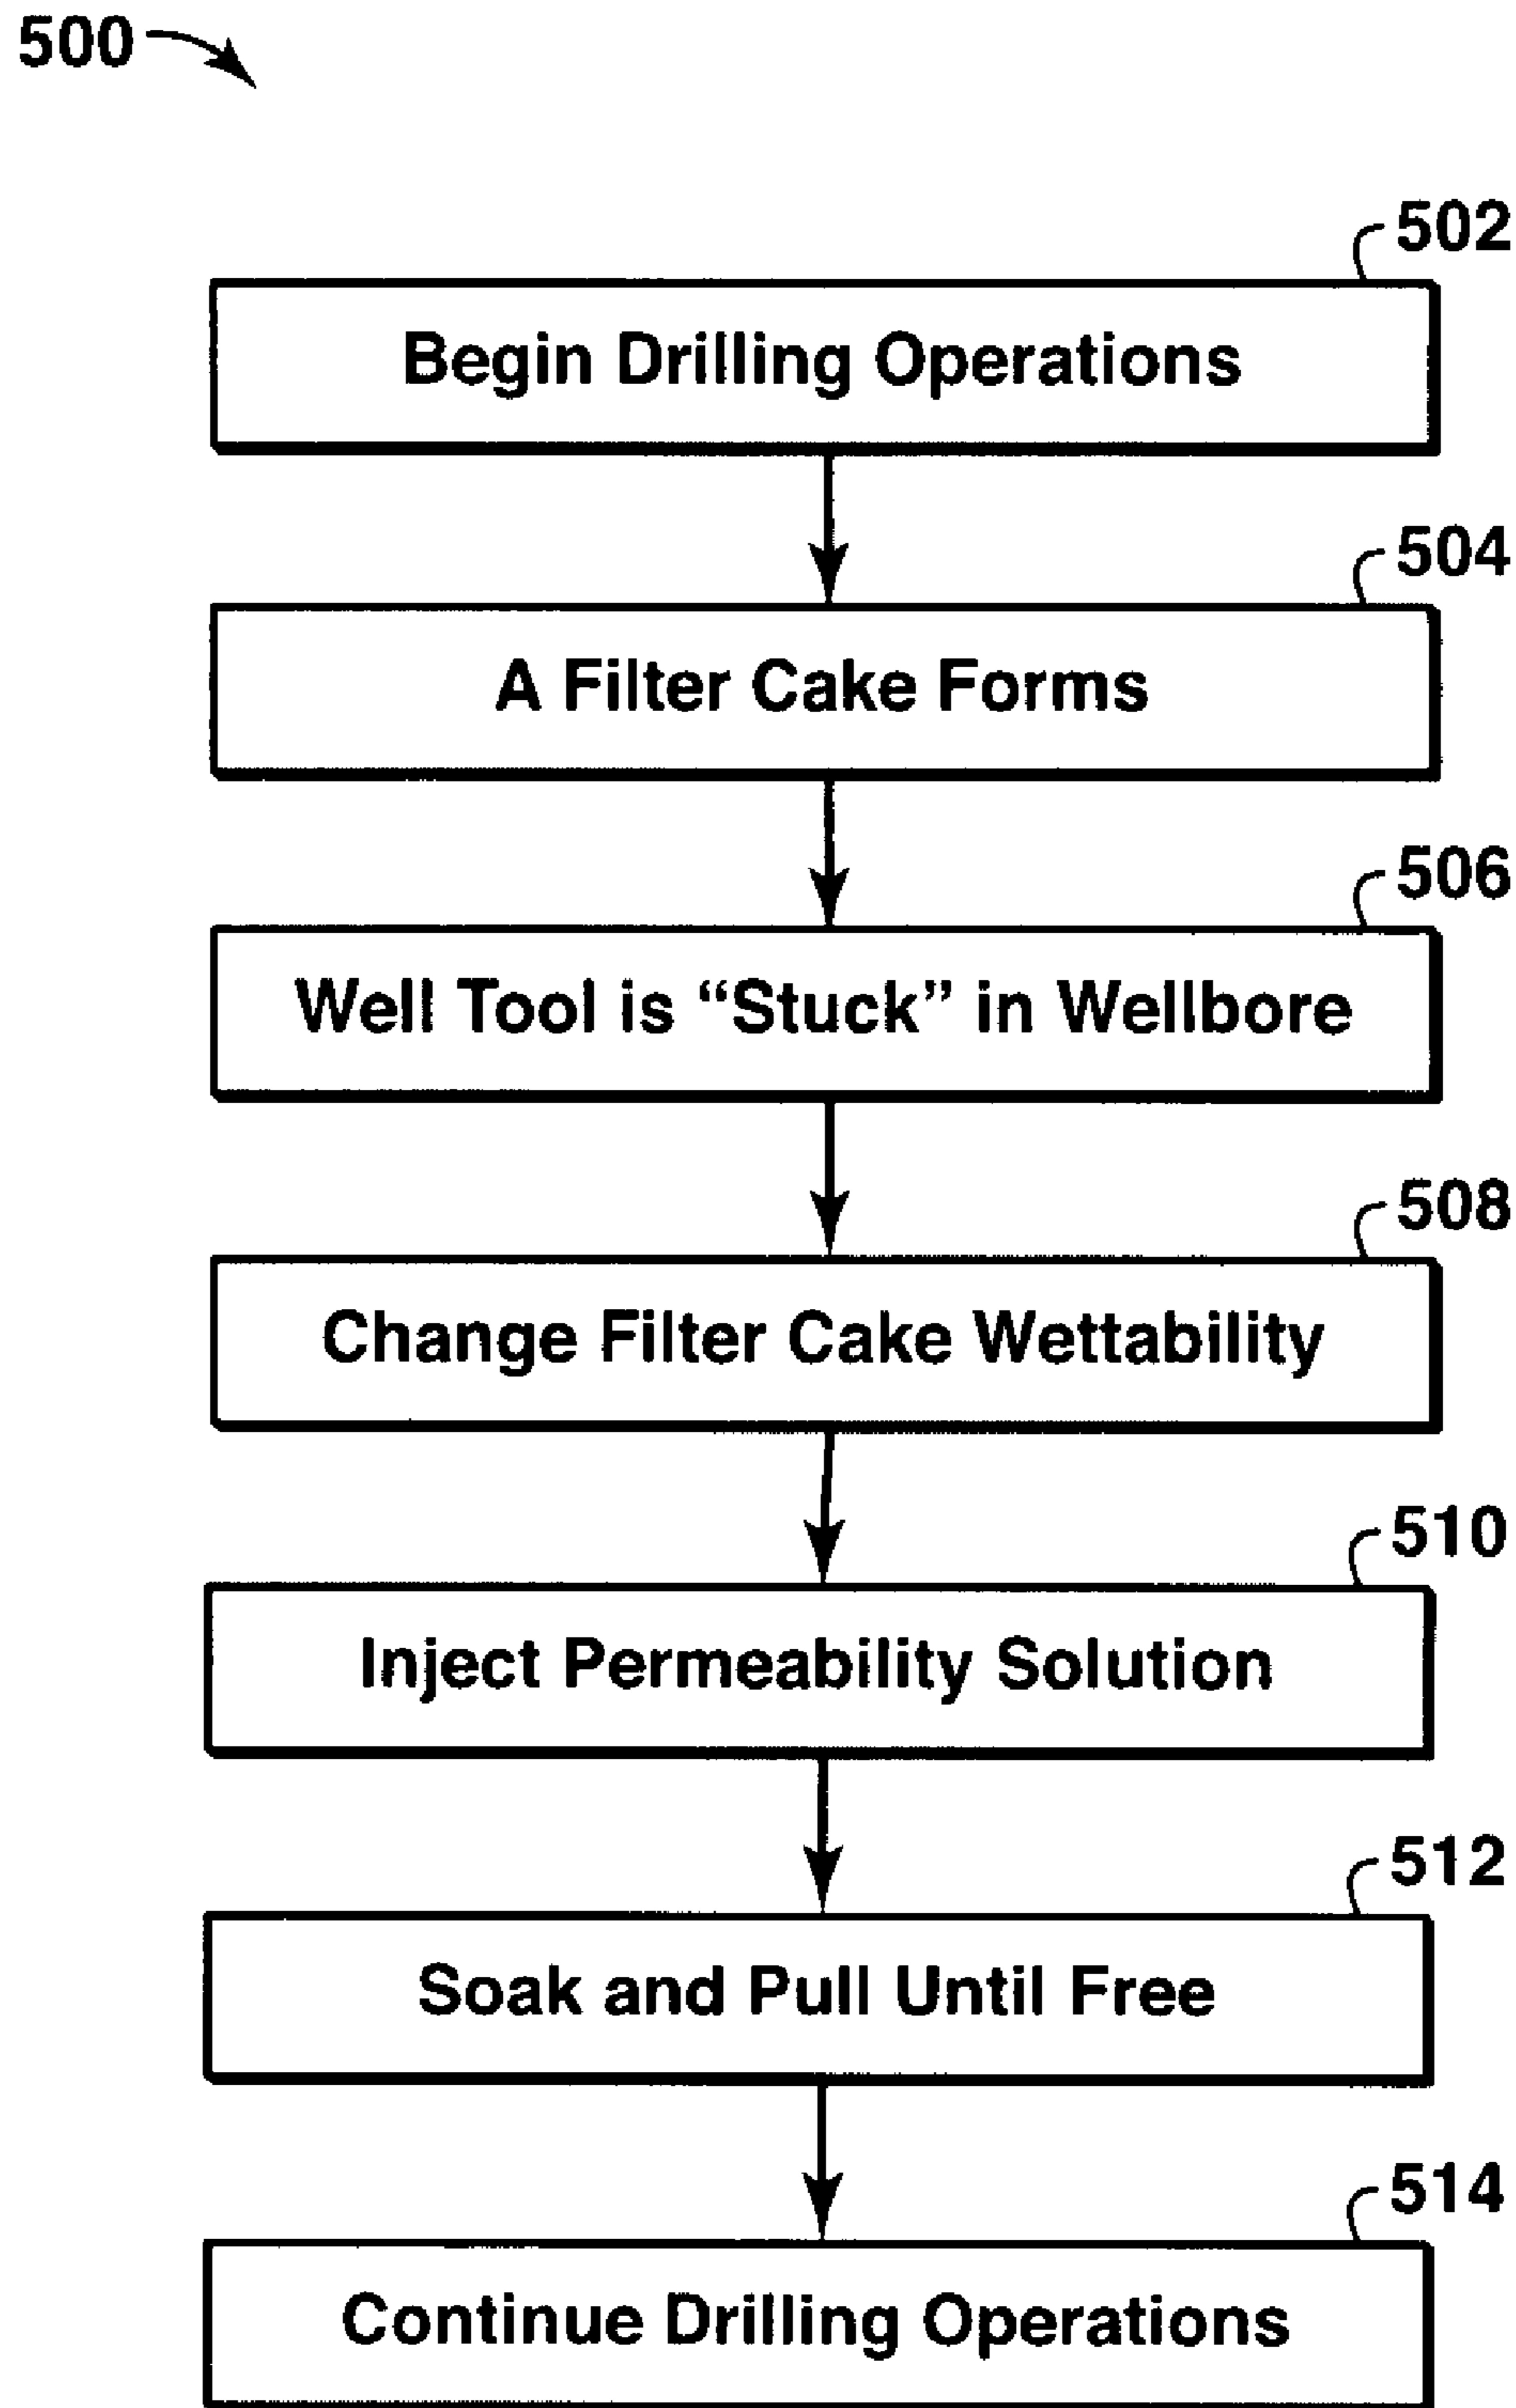 500
502
Begin Drilling Operations
504
A Filter Cake Forms
506
Well Tool is “Stuck” in Wellbore
508
Change Filter Cake Wettability
510
Inject Permeability Solution
512
Soak and Pull Until Free
514
Continue Drilling Operations